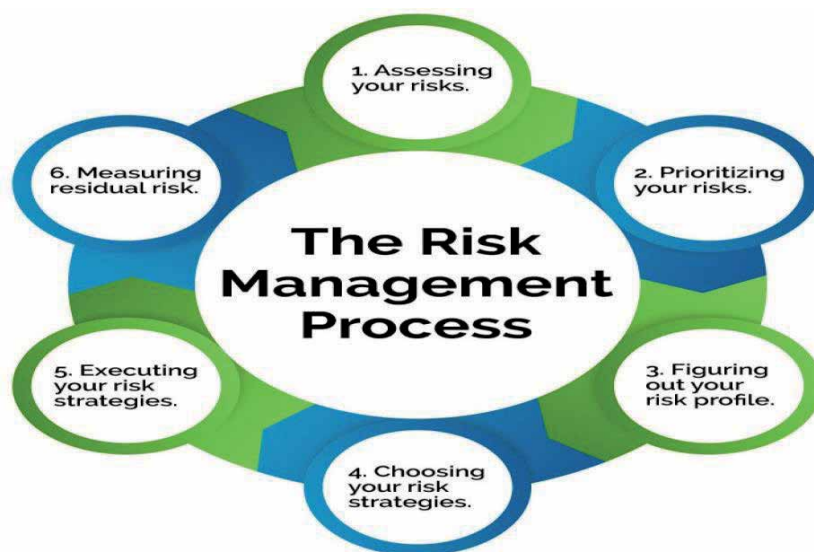 The Risk
Management
Process
1. Assessing
your risks.
2. Prioritizing
your risks.
3. Figuring
out your
risk profile.
4. Choosing
your risk
strategies.
5. Executing
your risk
strategies.
6. Measuring
residual risk.